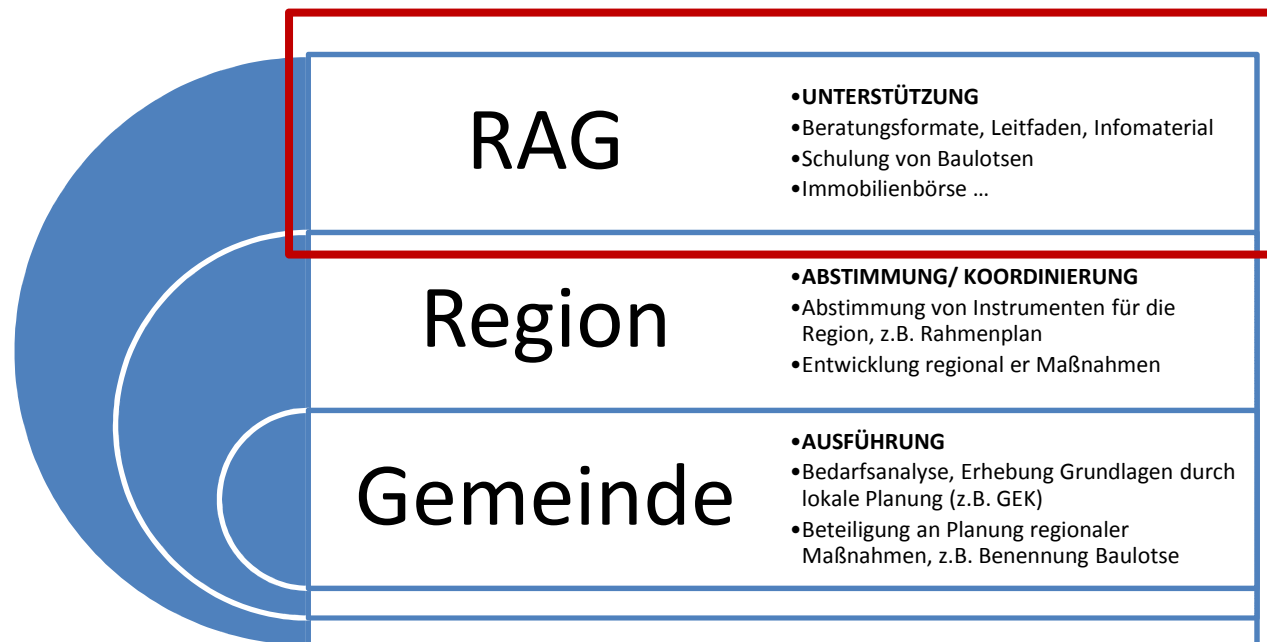 RAG
•UNTERSTÜTZUNG
•Beratungsformate, Leitfaden, Infomaterial
•Schulung von Baulotsen
•Immobilienbörse ...
Region
•ABSTIMMUNG/ KOORDINIERUNG
•Abstimmung von Instrumenten für die
Region, z.B. Rahmenplan
•Entwicklung regional er Maßnahmen
Gemeinde
•AUSFÜHRUNG
•Bedarfsanalyse, Erhebung Grundlagen durch
lokale Planung (z.B. GEK)
•Beteiligung an Planung regionaler
Maßnahmen, z.B. Benennung Baulotse